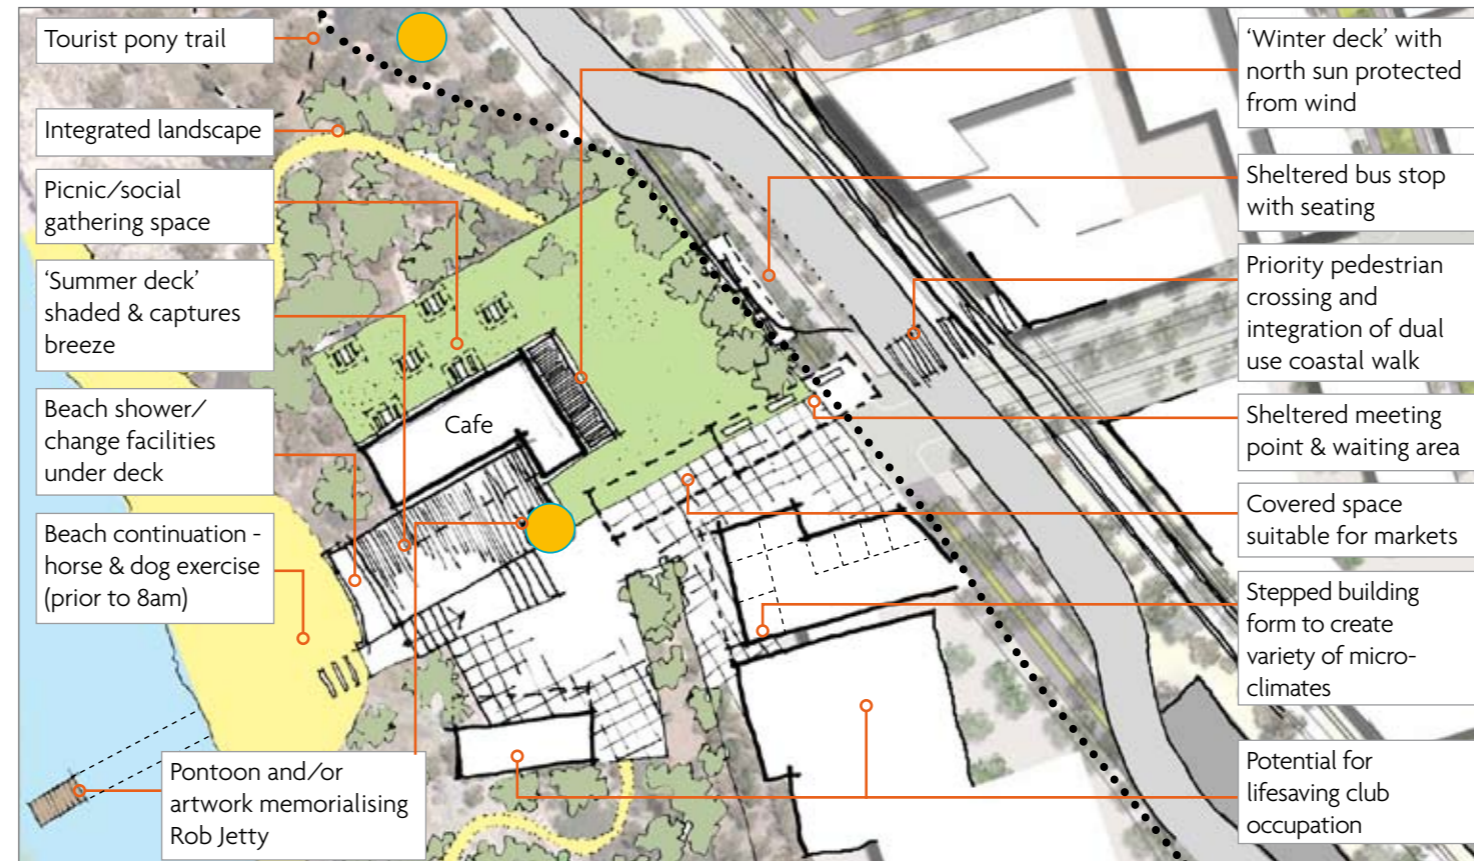 Tourist pony trail
Integrated landscape
Picnic/social
gathering space
‘Summer deck’
shaded & captures
breeze
Beach shower/
change facilities
under deck
Beach continuation -
horse & dog exercise
(prior to 8am)
Pontoon and/or
artwork memorialising
Rob Jetty
Cafe
‘Winter deck’ with
north sun protected
from wind
Sheltered bus stop
with seating
Priority pedestrian
crossing and
integration of dual
use coastal walk
Sheltered meeting
point & waiting area
Covered space
suitable for markets
Stepped building
form to create
variety of micro-
climates
Potential for
lifesaving club
occupation